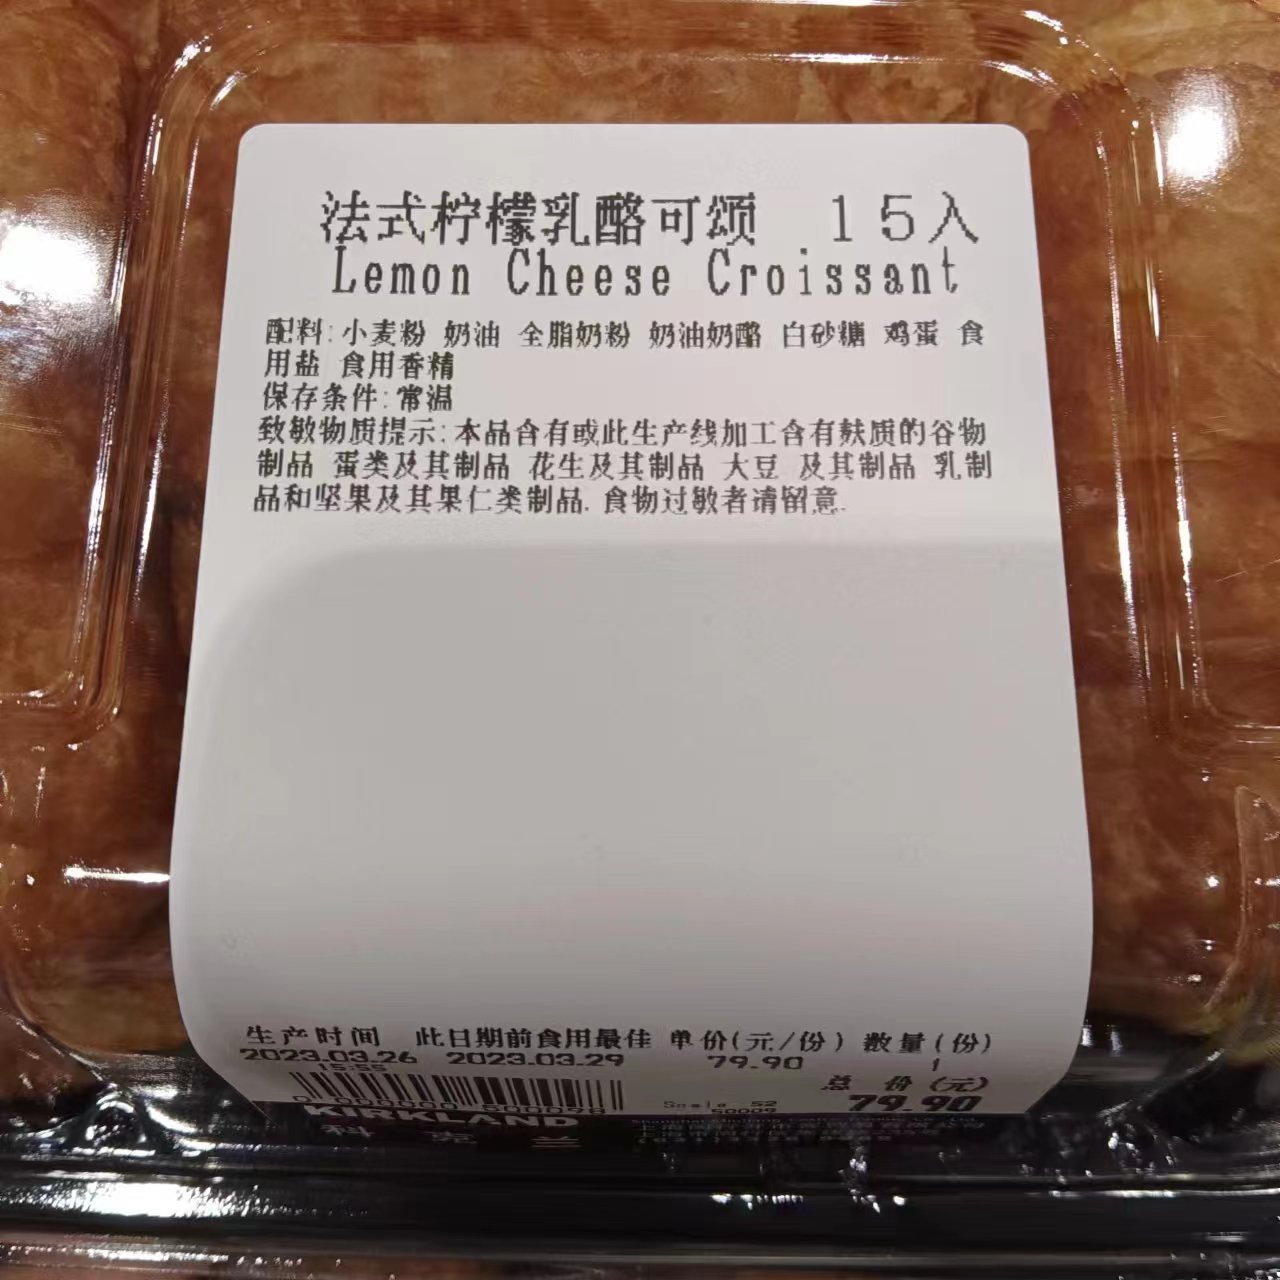 法式柠檬乳酪可颂 15入
Lemon Cheese Croissant
配料:小麦粉 奶油 全脂奶粉 奶油奶酪 白砂糖 鸡蛋 食
用盐 食用香精
保存条件:常温
致敏物质提示:本品含有或此生产线加工含有麸质的谷物
制品 蛋类及其制品 花生及其制品 大豆 及其制品 乳制
品和坚果及其果仁类制品. 食物过敏者请留意.
生产时间 此日期前食用最佳 单价(元/份) 数量(份)
2023.03.26 2023.03.29 79.90 1
15:55
总 价(元)
79.90
Scale 52
50009
KIRKLAND
科克兰